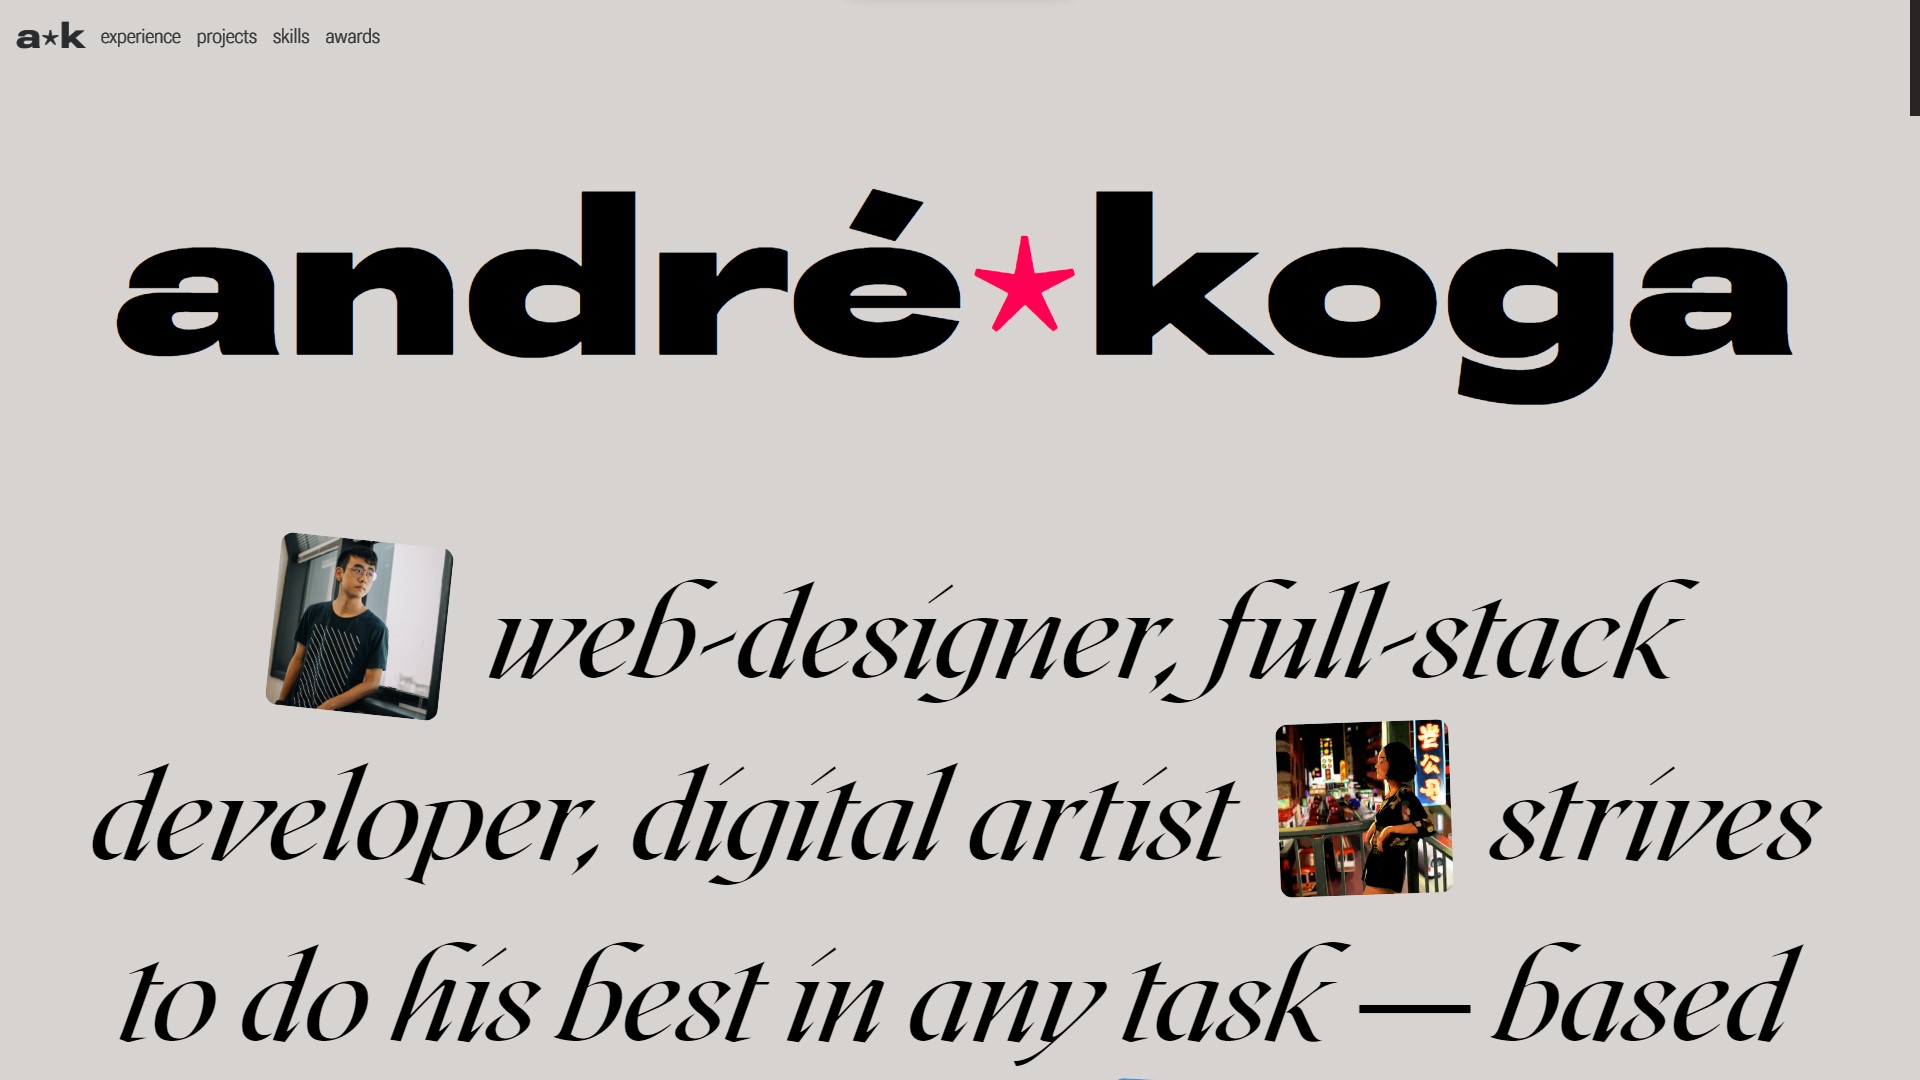 a★k experience projects skills awards
andré★koga
web-designer, full-stack
developer, digital artist strives
to do his best in any task — based